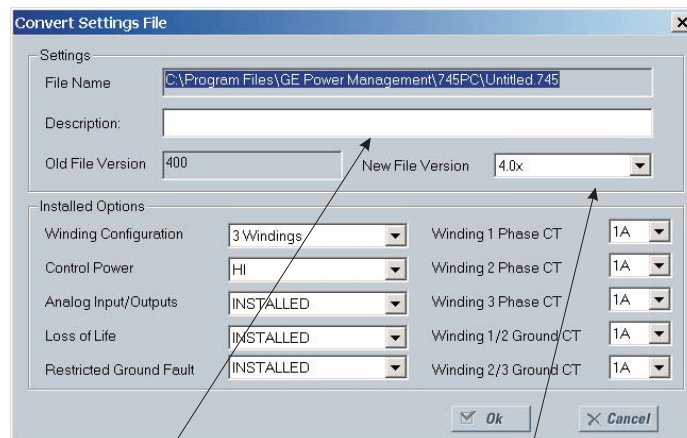 Convert Settings File
Settings
File Name C:\Program Files\GE Power Management\745PC\Untitled.745
Description:
Old File Version 400 New File Version 4.0x
Installed Options
Winding Configuration 3 Windings Winding 1 Phase CT 1A
Control Power HI Winding 2 Phase CT 1A
Analog Input/Outputs INSTALLED Winding 3 Phase CT 1A
Loss of Life INSTALLED Winding 1/2 Ground CT 1A
Restricted Ground Fault INSTALLED Winding 2/3 Ground CT 1A
Ok Cancel